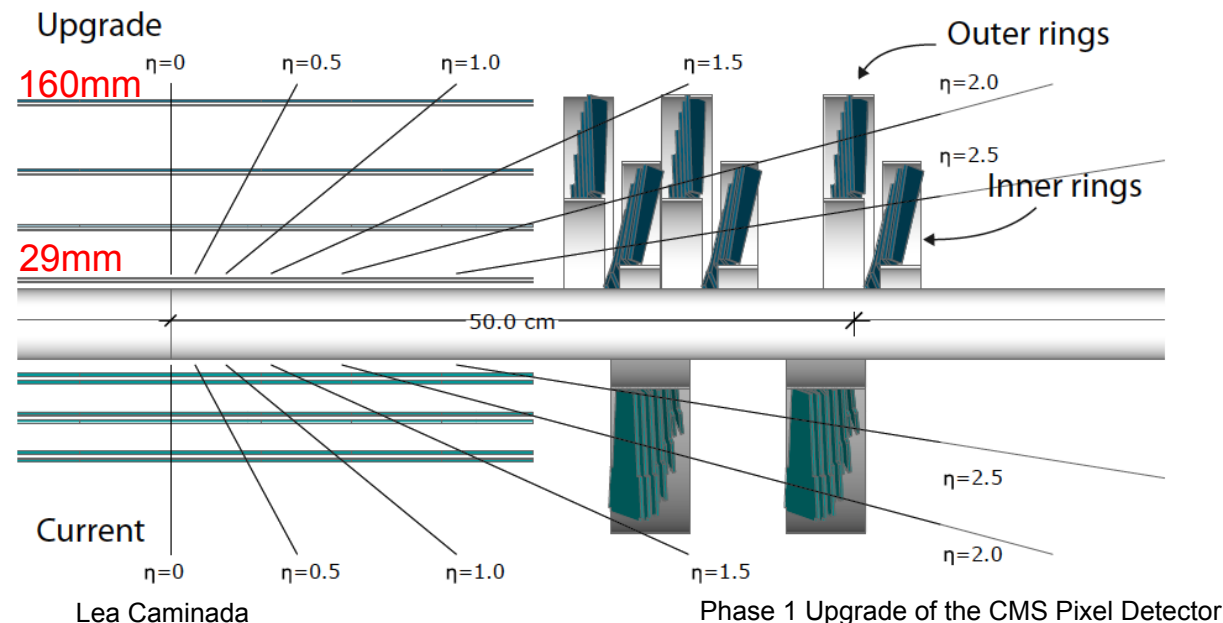 Upgrade
Outer rings
η=0
η=0.5
η=1.0
η=1.5
η=2.0
160mm
η=2.5
Inner rings
29mm
50.0 cm
η=2.5
Current
η=2.0
η=0
η=0.5
η=1.0
η=1.5
Lea Caminada
Phase 1 Upgrade of the CMS Pixel Detector